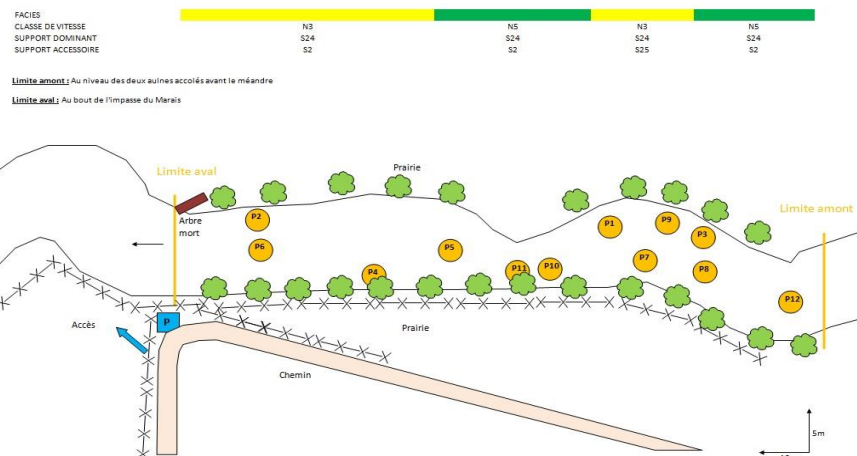 FACIES
CLASSE DE VITESSE N3 N5 N3 N5
SUPPORT DOMINANT S24 S24 S24 S24
SUPPORT ACCESSOIRE S2 S2 S25 S2
Limite amont : Au niveau des deux aulnes accolés avant le méandre
Limite aval : Au bout de l'impasse du Marais
Limite aval
Prairie
Limite amont
Arbre
mort
P2
P1
P9
P3
P6
P5
P7
P4
P11
P10
P8
P12
Accès
P
Prairie
Chemin
5m